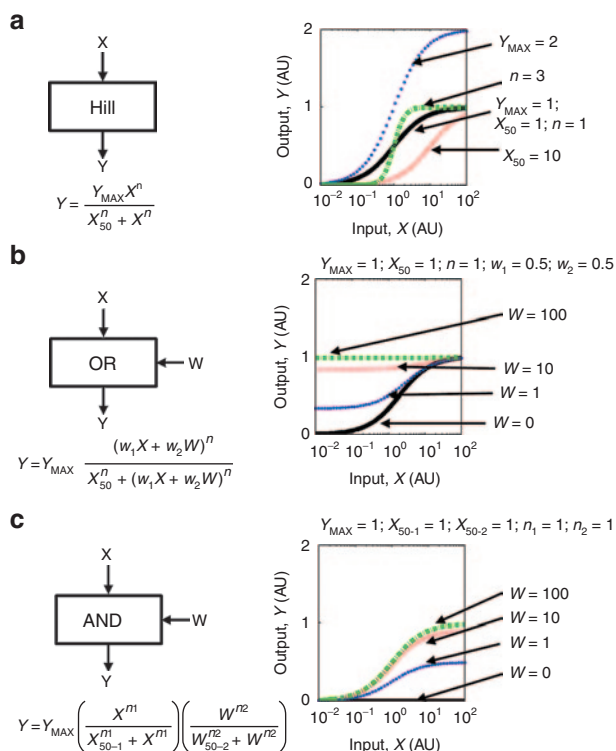 a
X
Hill
Y
Y = Y_MAX X^n / (X_50^n + X^n)
Output, Y (AU)
2
1
0
10^−2 10^−1 10^0 10^1 10^2
Input, X (AU)
Y_MAX = 2
n = 3
Y_MAX = 1;
X_50 = 1; n = 1
X_50 = 10
b
X
OR
W
Y
Y = Y_MAX (w_1X + w_2W)^n / (X_50^n + (w_1X + w_2W)^n)
Y_MAX = 1; X_50 = 1; n = 1; w_1 = 0.5; w_2 = 0.5
Output, Y (AU)
2
1
0
10^−2 10^−1 10^0 10^1 10^2
Input, X (AU)
W = 100
W = 10
W = 1
W = 0
c
X
AND
W
Y
Y = Y_MAX (X^n1 / (X_50–1^n1 + X^n1)) (W^n2 / (W_50–2^n2 + W^n2))
Y_MAX = 1; X_50-1 = 1; X_50-2 = 1; n_1 = 1; n_2 = 1
Output, Y (AU)
2
1
0
10^−2 10^−1 10^0 10^1 10^2
Input, X (AU)
W = 100
W = 10
W = 1
W = 0